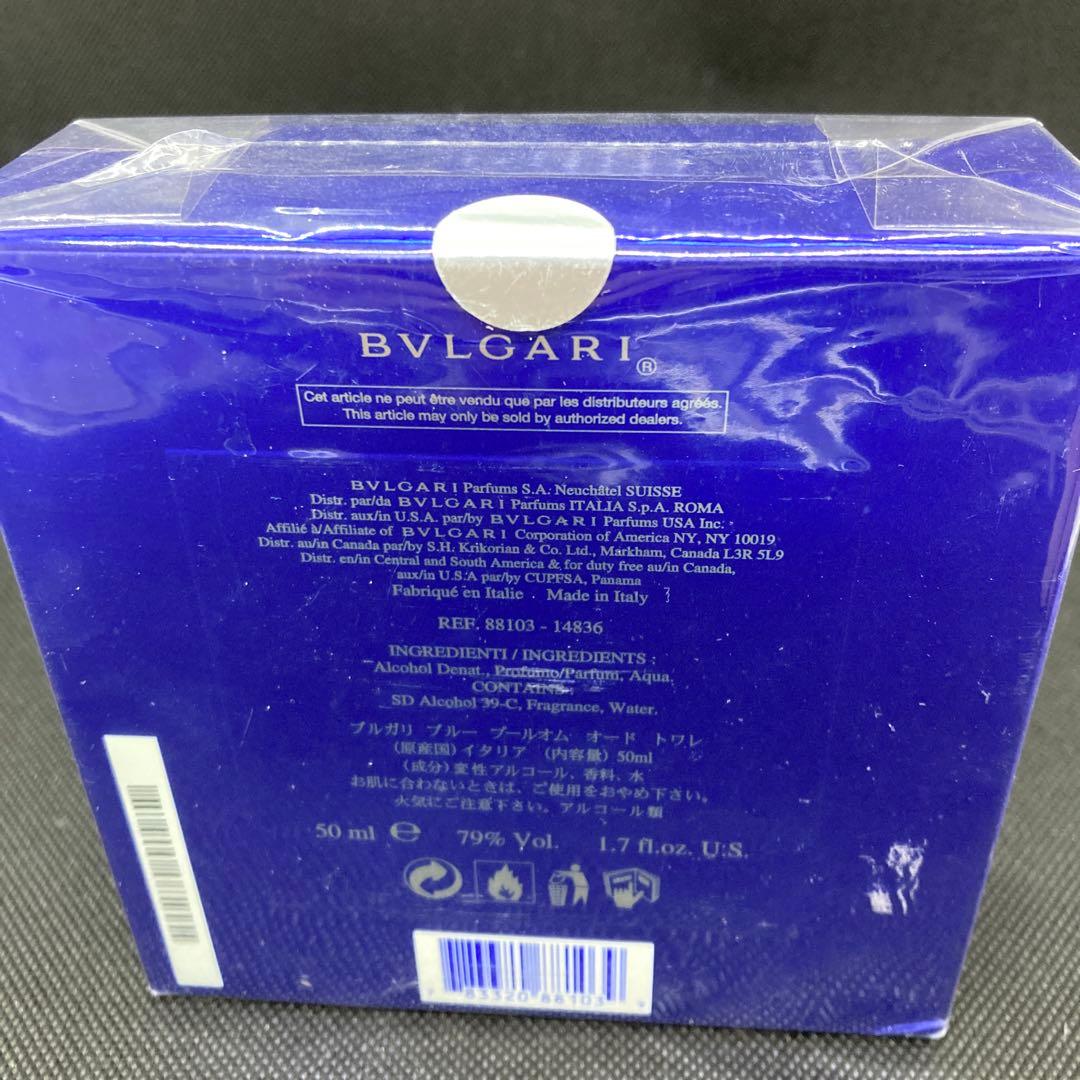 BVLGARI®
Cet article ne peut être vendu que par les distributeurs agréés.
This article may only be sold by authorized dealers.
BVLGARI Parfums S.A. Neuchâtel SUISSE
Distr. par/da BVLGARI Parfums ITALIA S.p.A. ROMA
Distr. aux/in U.S.A. par/by BVLGARI Parfums USA Inc.
Affilié à/Affiliate of BVLGARI Corporation of America NY, NY 10019
Distr. au/in Canada par/by S.H. Krikorian & Co. Ltd., Markham, Canada L3R 5L9
Distr. en/in Central and South America & for duty free au/in Canada,
aux/in U.S.A par/by CUPFSA, Panama
Fabriqué en Italie . Made in Italy
REF. 88103 - 14836
INGREDIENTI / INGREDIENTS :
Alcohol Denat., Profumo/Parfum, Aqua.
CONTAINS
SD Alcohol 39-C, Fragrance, Water.
ブルガリ ブルー プールオム オード トワレ
(原産国)イタリア (内容量) 50ml
(成分)変性アルコール、香料、水
お肌に合わないときは、ご使用をおやめ下さい。
火気にご注意下さい。アルコール類
50 ml ℮ 79% Vol. 1.7 fl.oz. U.S.
7 83320 88103 9